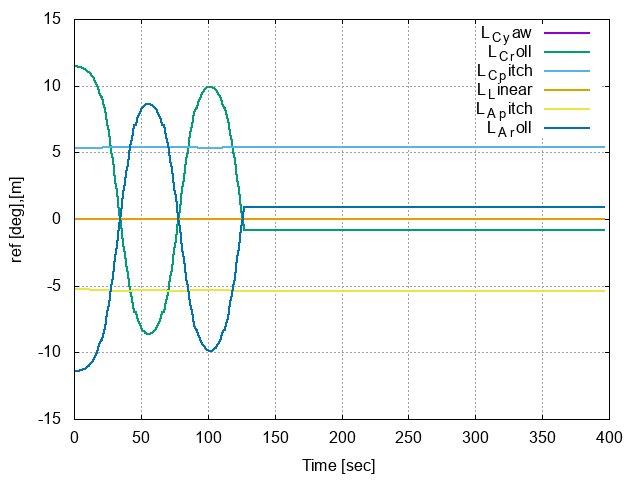 15
10
5
0
-5
-10
-15
0 50 100 150 200 250 300 350 400
ref [deg],[m]
Time [sec]
L_Cyaw
L_Croll
L_Cpitch
L_Linear
L_Apitch
L_Aroll